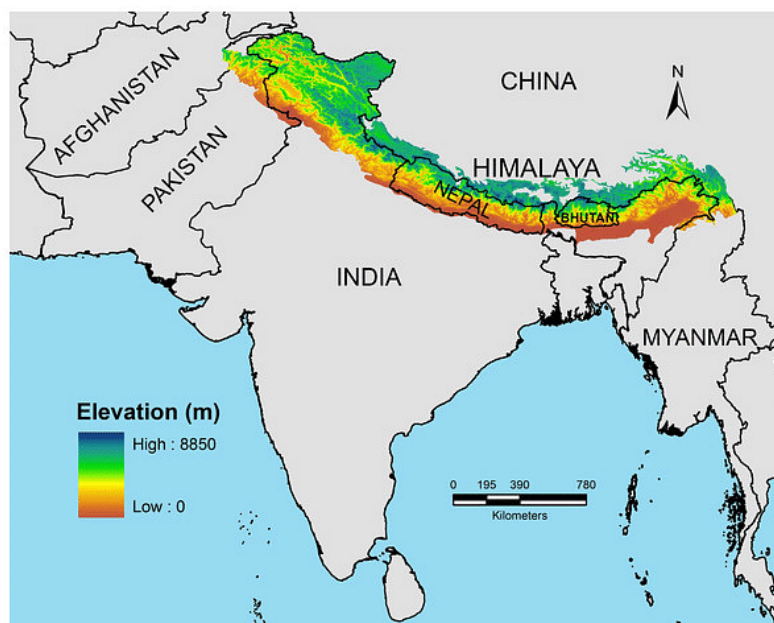 AFGHANISTAN
PAKISTAN
CHINA
N
HIMALAYA
NEPAL
BHUTAN
INDIA
MYANMAR
Elevation (m)
High : 8850
Low : 0
0 195 390 780
Kilometers